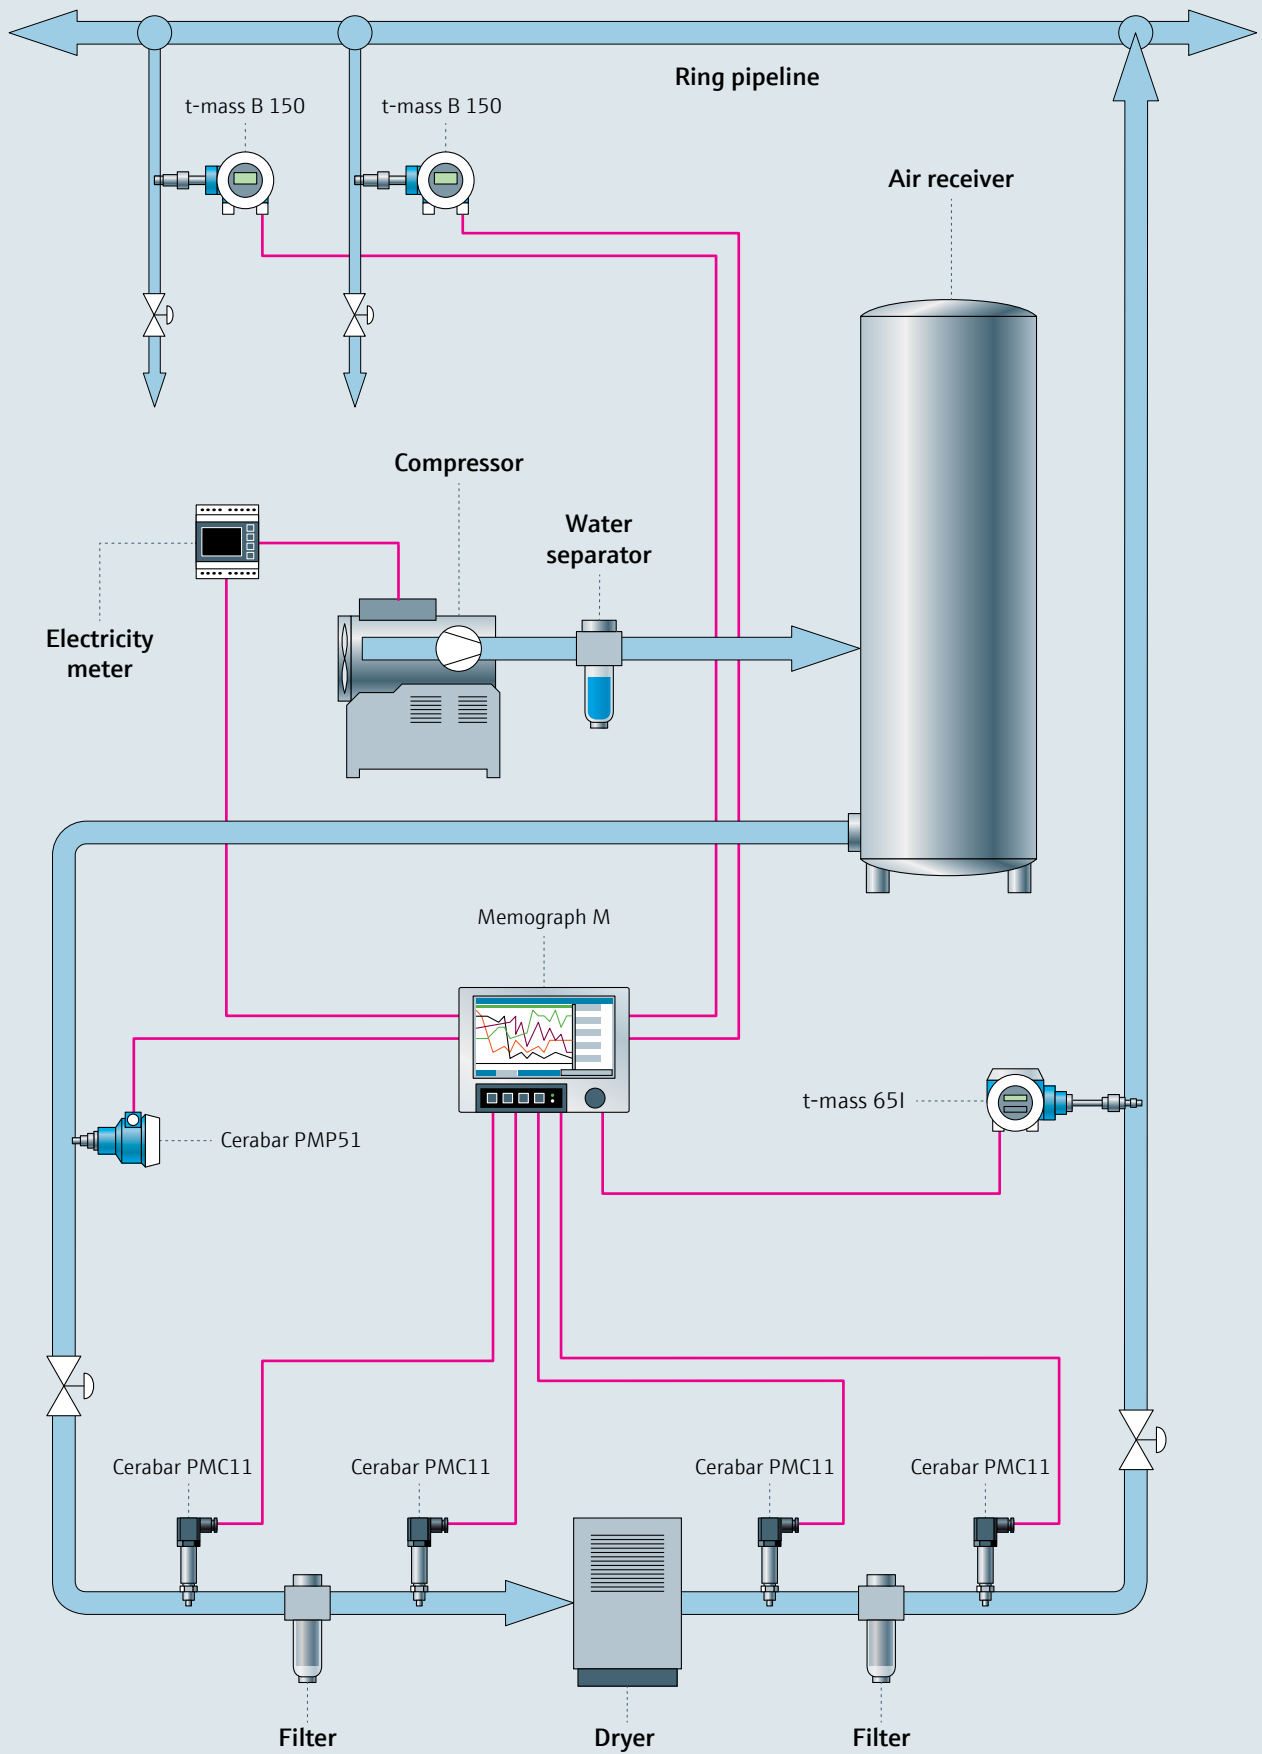 Ring pipeline
t-mass B 150
t-mass B 150
Air receiver
Compressor
Water
separator
Electricity
meter
Memograph M
t-mass 65I
Cerabar PMP51
Cerabar PMC11
Cerabar PMC11
Cerabar PMC11
Cerabar PMC11
Filter
Dryer
Filter